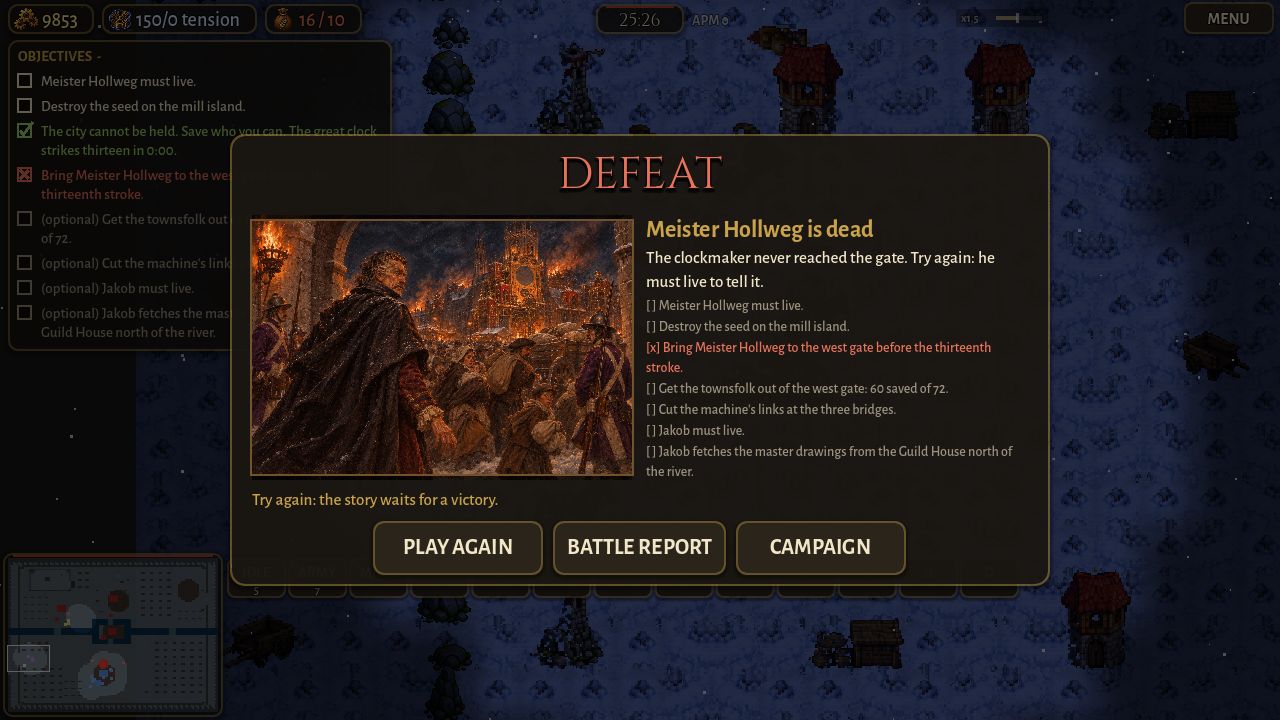 9853
150/0 tension
16/10
25:26
APM 0
x1.5
MENU
OBJECTIVES -
Meister Hollweg must live.
Destroy the seed on the mill island.
The city cannot be held. Save who you can. The great clock
strikes thirteen in 0:00.
Bring Meister Hollweg to the wes
thirteenth stroke.
(optional) Get the townsfolk out
of 72.
(optional) Cut the machine's link
(optional) Jakob must live.
(optional) Jakob fetches the mas
Guild House north of the river.
DEFEAT
Meister Hollweg is dead
The clockmaker never reached the gate. Try again: he
must live to tell it.
[ ] Meister Hollweg must live.
[ ] Destroy the seed on the mill island.
[x] Bring Meister Hollweg to the west gate before the thirteenth
stroke.
[ ] Get the townsfolk out of the west gate: 60 saved of 72.
[ ] Cut the machine's links at the three bridges.
[ ] Jakob must live.
[ ] Jakob fetches the master drawings from the Guild House north of
the river.
Try again: the story waits for a victory.
PLAY AGAIN
BATTLE REPORT
CAMPAIGN
IDLE
ARMY
5
7